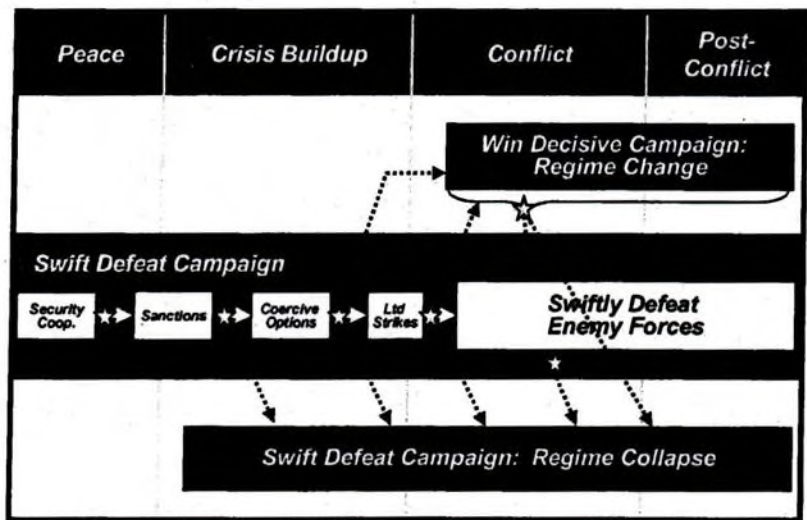 Peace
Crisis Buildup
Conflict
Post-
Conflict
Win Decisive Campaign:
Regime Change
Swift Defeat Campaign
Security
Coop.
Sanctions
Coercive
Options
Ltd
Strikes
Swiftly Defeat
Enemy Forces
Swift Defeat Campaign: Regime Collapse